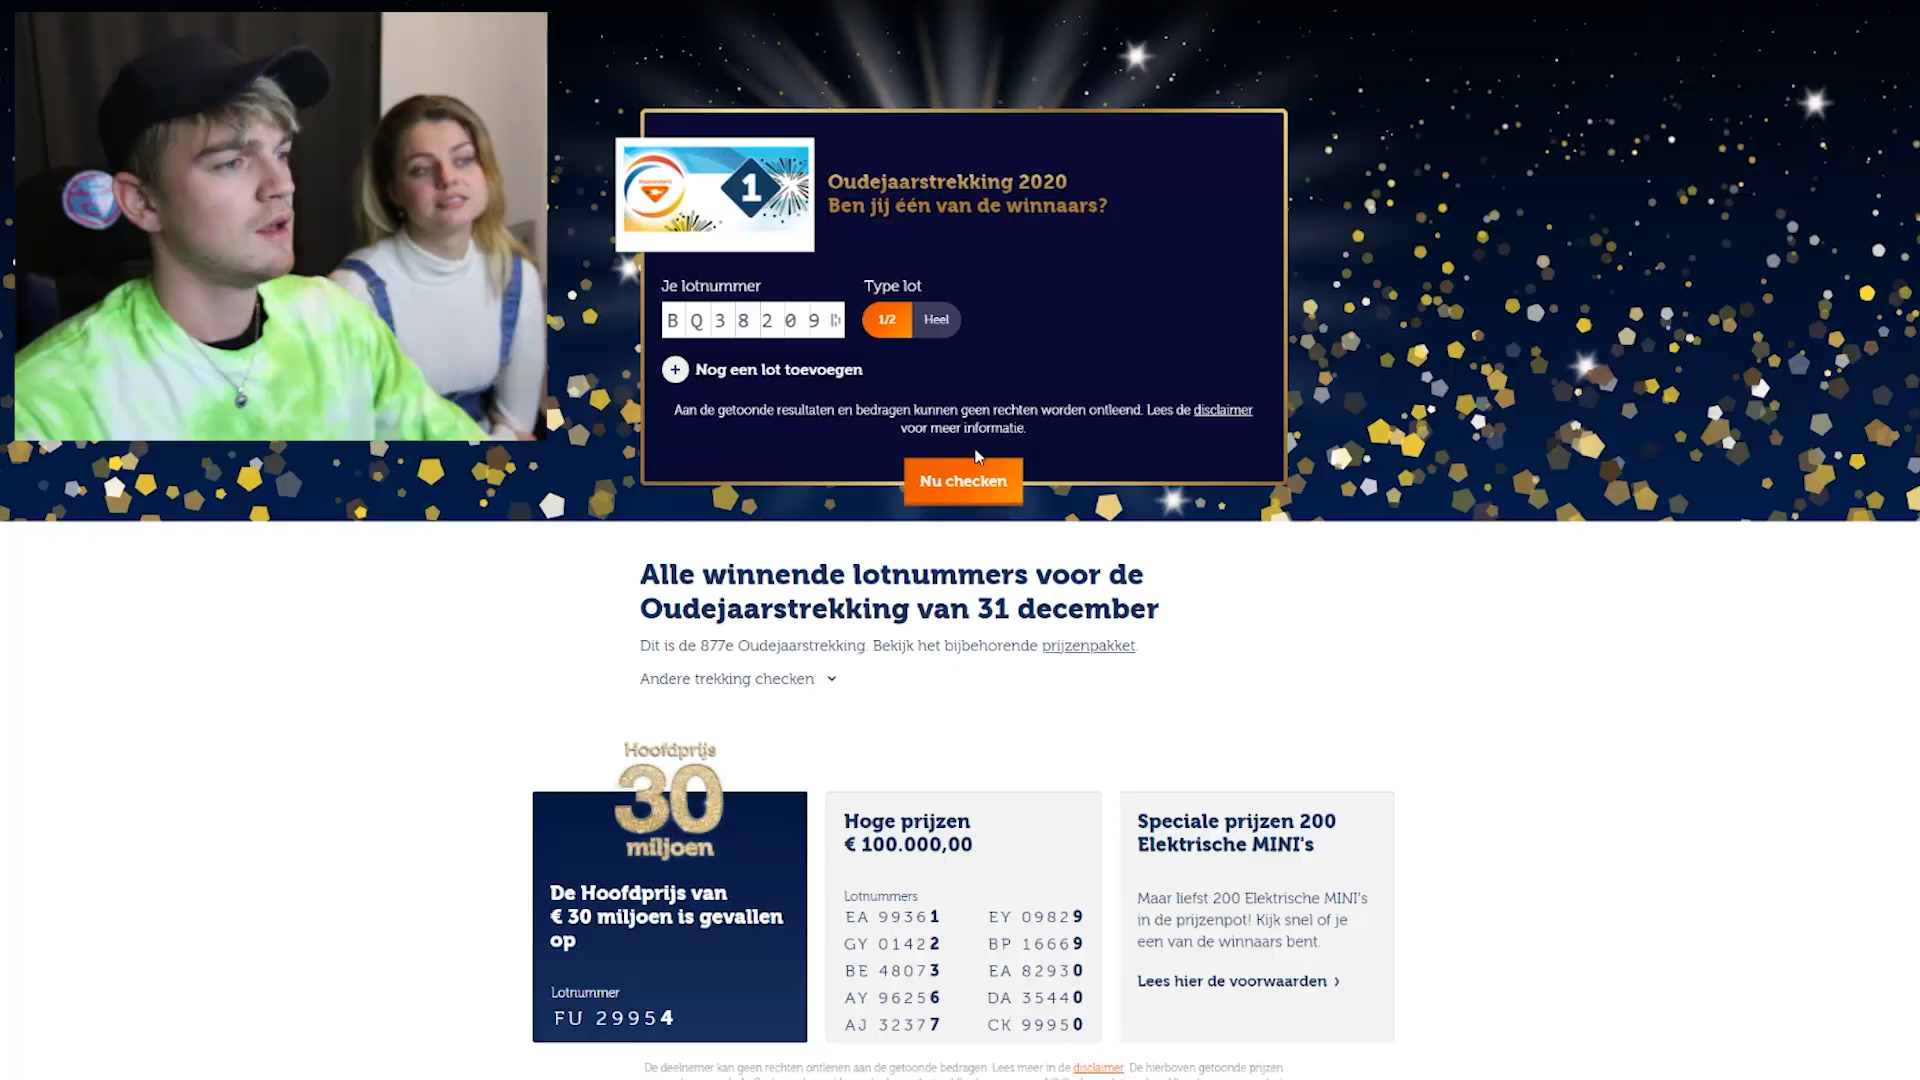 1
Oudejaarstrekking 2020
Ben jij één van de winnaars?
Je lotnummer
Type lot
B Q 3 8 2 0 9
1/2
Heel
+ Nog een lot toevoegen
Aan de getoonde resultaten en bedragen kunnen geen rechten worden ontleend. Lees de disclaimer
voor meer informatie.
Nu checken
Alle winnende lotnummers voor de
Oudejaarstrekking van 31 december
Dit is de 877e Oudejaarstrekking. Bekijk het bijbehorende prijzenpakket.
Andere trekking checken
Hoofdprijs
30
miljoen
De Hoofdprijs van
€ 30 miljoen is gevallen
op
Lotnummer
FU 29954
Hoge prijzen
€ 100.000,00
Lotnummers
EA 99361 EY 09829
GY 01422 BP 16669
BE 48073 EA 82930
AY 96256 DA 35440
AJ 32377 CK 99950
Speciale prijzen 200
Elektrische MINI's
Maar liefst 200 Elektrische MINI's
in de prijzenpot! Kijk snel of je
een van de winnaars bent.
Lees hier de voorwaarden ›
De deelnemer kan geen rechten ontlenen aan de getoonde bedragen. Lees meer in de disclaimer. De hierboven getoonde prijzen